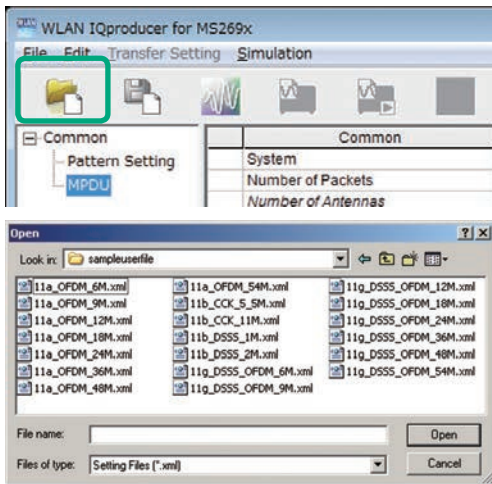 WLAN IQproducer for MS269x
File Edit Transfer Setting Simulation
Common
Pattern Setting
MPDU
Common
System
Number of Packets
Number of Antennas
Open
Look in: sampleuserfile
11a_OFDM_6M.xml
11a_OFDM_9M.xml
11a_OFDM_12M.xml
11a_OFDM_18M.xml
11a_OFDM_24M.xml
11a_OFDM_36M.xml
11a_OFDM_48M.xml
11a_OFDM_54M.xml
11b_CCK_5_5M.xml
11b_CCK_11M.xml
11b_DSSS_1M.xml
11b_DSSS_2M.xml
11g_DSSS_OFDM_6M.xml
11g_DSSS_OFDM_9M.xml
11g_DSSS_OFDM_12M.xml
11g_DSSS_OFDM_18M.xml
11g_DSSS_OFDM_24M.xml
11g_DSSS_OFDM_36M.xml
11g_DSSS_OFDM_48M.xml
11g_DSSS_OFDM_54M.xml
File name: Open
Files of type: Setting Files (*.xml) Cancel